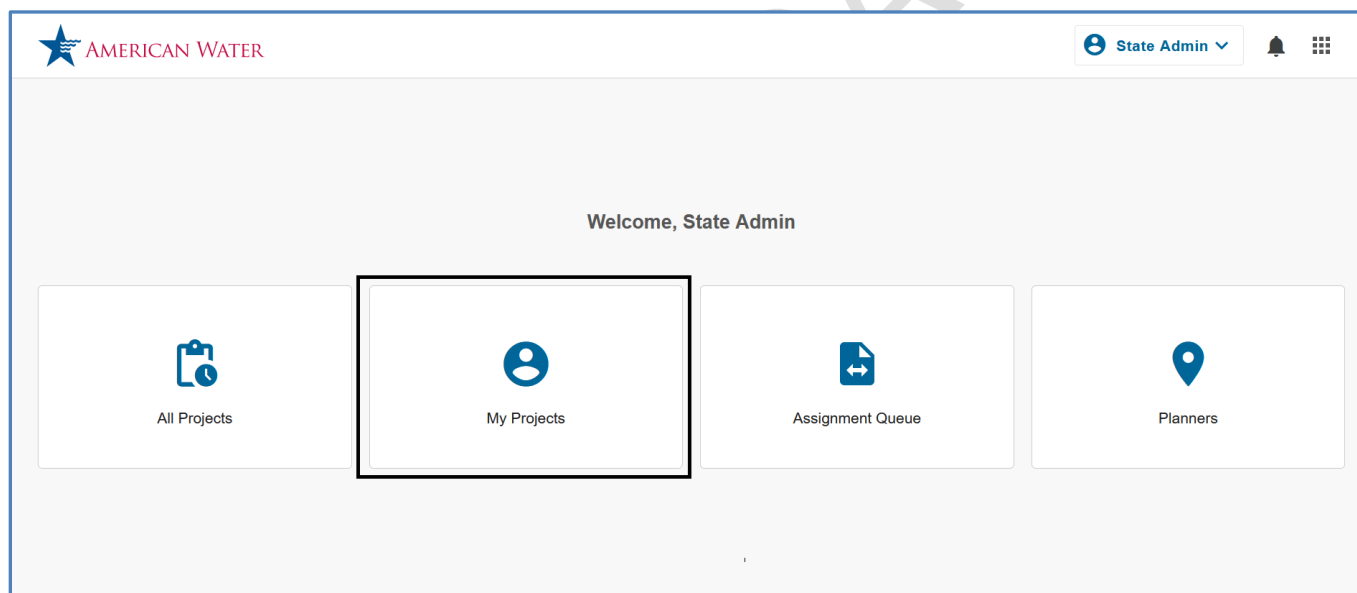 AMERICAN WATER
State Admin
Welcome, State Admin
All Projects
My Projects
Assignment Queue
Planners